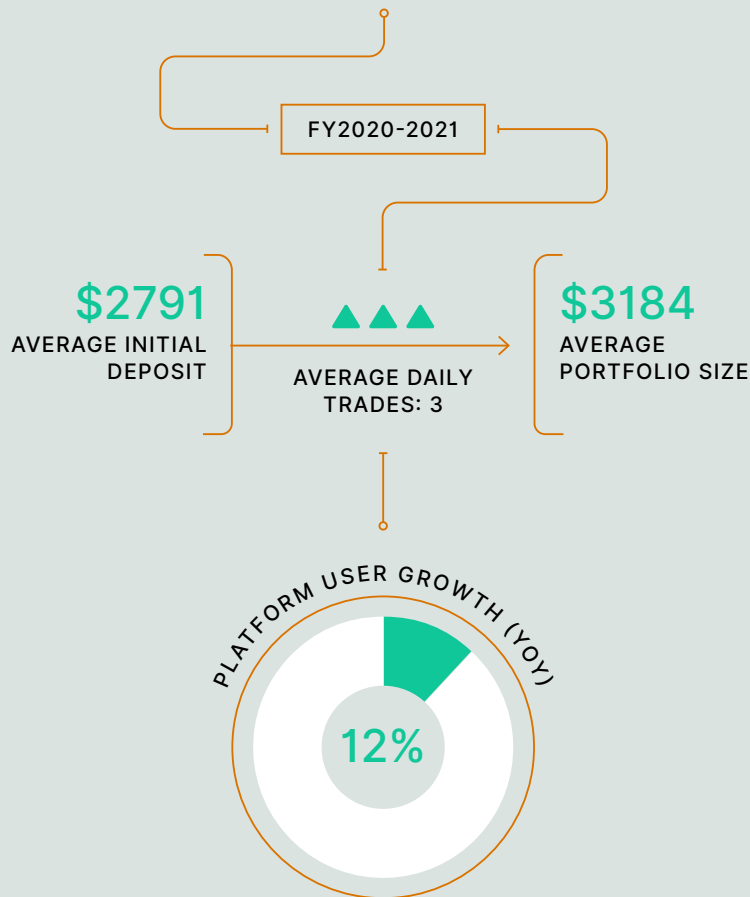 FY2020-2021
$2791
AVERAGE INITIAL
DEPOSIT
AVERAGE DAILY
TRADES: 3
$3184
AVERAGE
PORTFOLIO SIZE
PLATFORM USER GROWTH (YOY)
12%